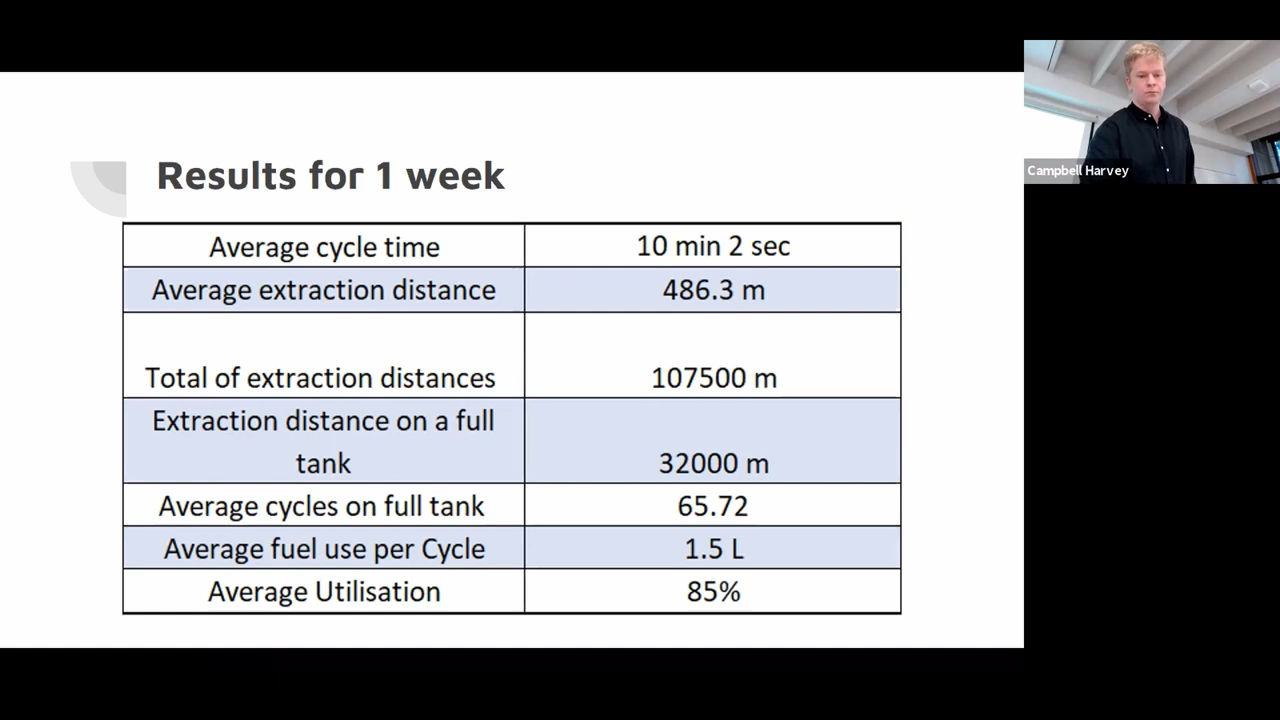 Campbell Harvey
Results for 1 week
Average cycle time 10 min 2 sec
Average extraction distance 486.3 m
Total of extraction distances 107500 m
Extraction distance on a full
tank 32000 m
Average cycles on full tank 65.72
Average fuel use per Cycle 1.5 L
Average Utilisation 85%